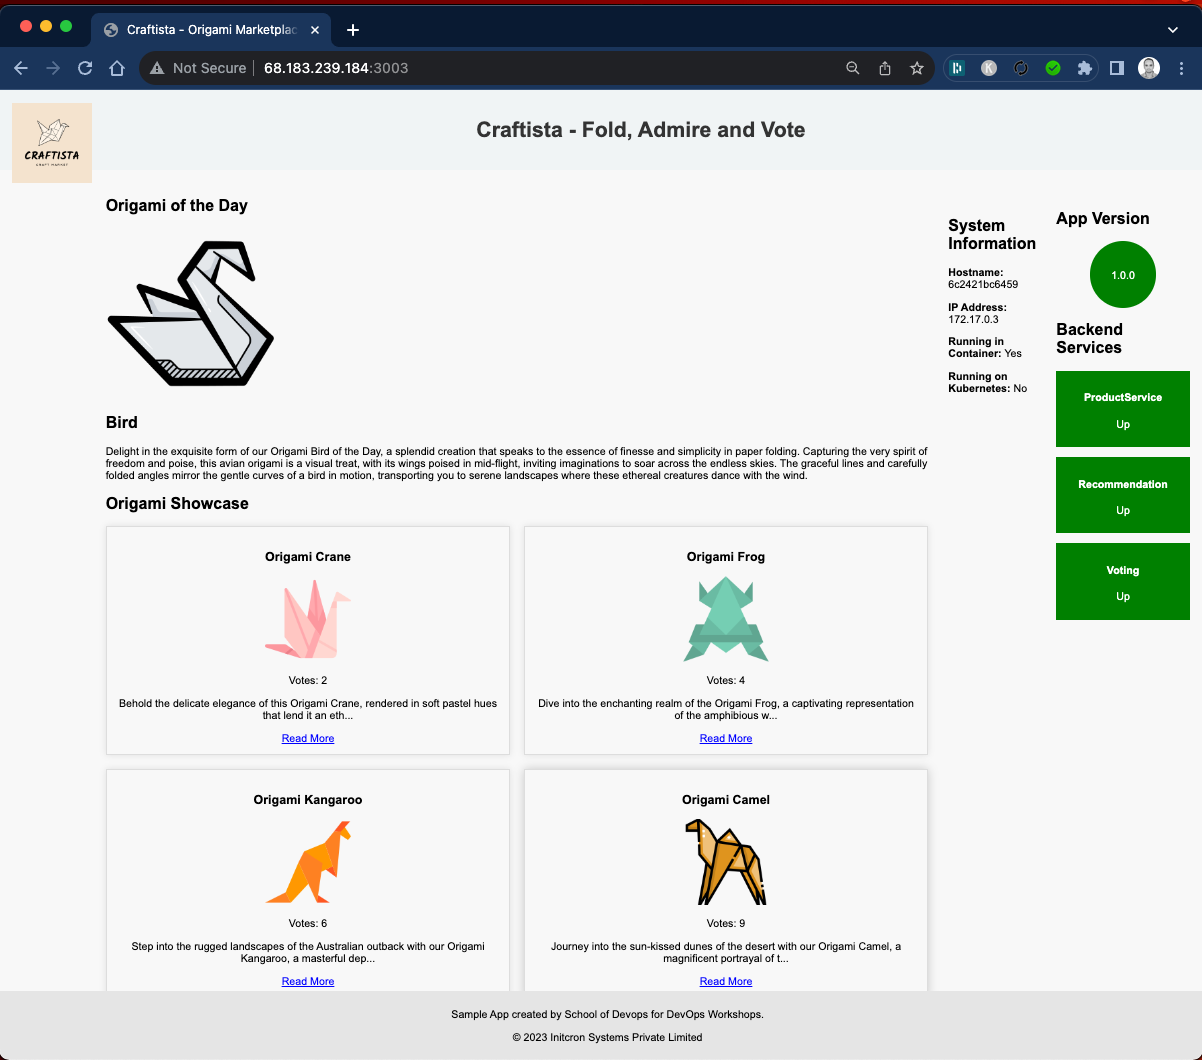 Craftista - Origami Marketplac
Not Secure
68.183.239.184:3003
K
CRAFTISTA
CRAFT MARKET
Craftista - Fold, Admire and Vote
Origami of the Day
Bird
Delight in the exquisite form of our Origami Bird of the Day, a splendid creation that speaks to the essence of finesse and simplicity in paper folding. Capturing the very spirit of
freedom and poise, this avian origami is a visual treat, with its wings poised in mid-flight, inviting imaginations to soar across the endless skies. The graceful lines and carefully
folded angles mirror the gentle curves of a bird in motion, transporting you to serene landscapes where these ethereal creatures dance with the wind.
Origami Showcase
Origami Crane
Votes: 2
Behold the delicate elegance of this Origami Crane, rendered in soft pastel hues
that lend it an eth...
Read More
Origami Frog
Votes: 4
Dive into the enchanting realm of the Origami Frog, a captivating representation
of the amphibious w...
Read More
Origami Kangaroo
Votes: 6
Step into the rugged landscapes of the Australian outback with our Origami
Kangaroo, a masterful dep...
Read More
Origami Camel
Votes: 9
Journey into the sun-kissed dunes of the desert with our Origami Camel, a
magnificent portrayal of t...
Read More
System
Information
Hostname:
6c2421bc6459
IP Address:
172.17.0.3
Running in
Container: Yes
Running on
Kubernetes: No
App Version
1.0.0
Backend
Services
ProductService
Up
Recommendation
Up
Voting
Up
Sample App created by School of Devops for DevOps Workshops.
© 2023 Initcron Systems Private Limited